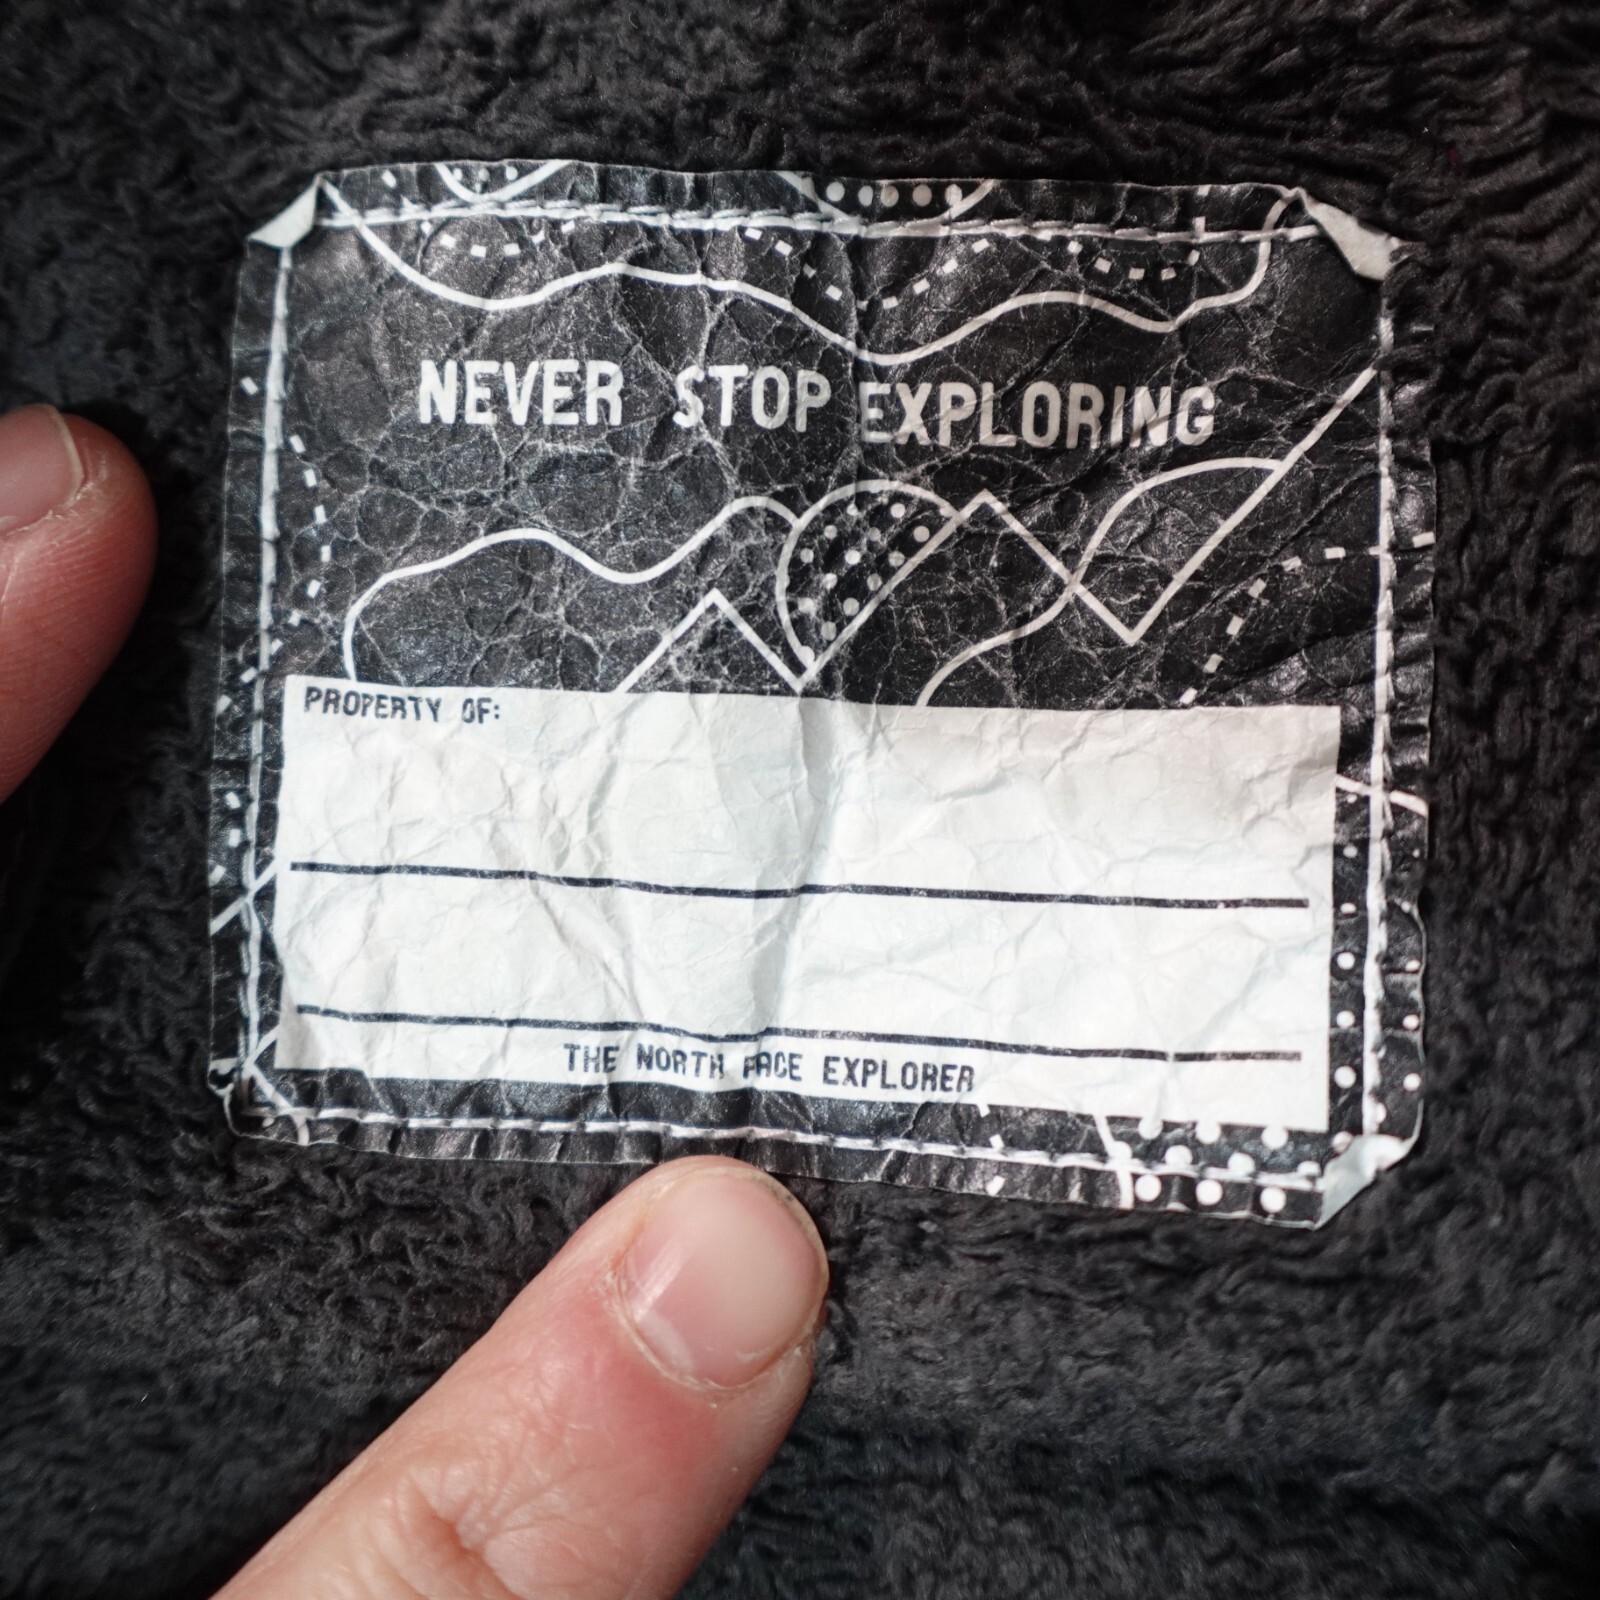 NEVER STOP EXPLORING
PROPERTY OF:
THE NORTH FACE EXPLORER